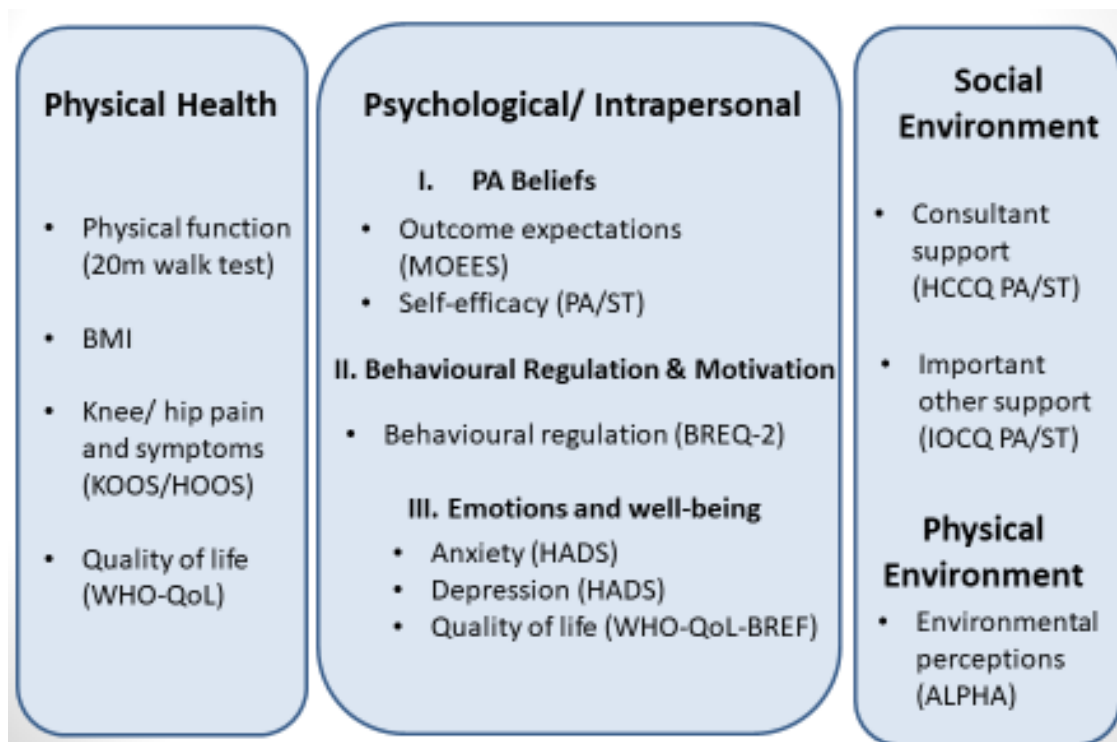 Physical Health
• Physical function
(20m walk test)
• BMI
• Knee/ hip pain
and symptoms
(KOOS/HOOS)
• Quality of life
(WHO-QoL)
Psychological/ Intrapersonal
I. PA Beliefs
• Outcome expectations
(MOEES)
• Self-efficacy (PA/ST)
II. Behavioural Regulation & Motivation
• Behavioural regulation (BREQ-2)
III. Emotions and well-being
• Anxiety (HADS)
• Depression (HADS)
• Quality of life (WHO-QoL-BREF)
Social
Environment
• Consultant
support
(HCCQ PA/ST)
• Important
other support
(IOCQ PA/ST)
Physical
Environment
• Environmental
perceptions
(ALPHA)